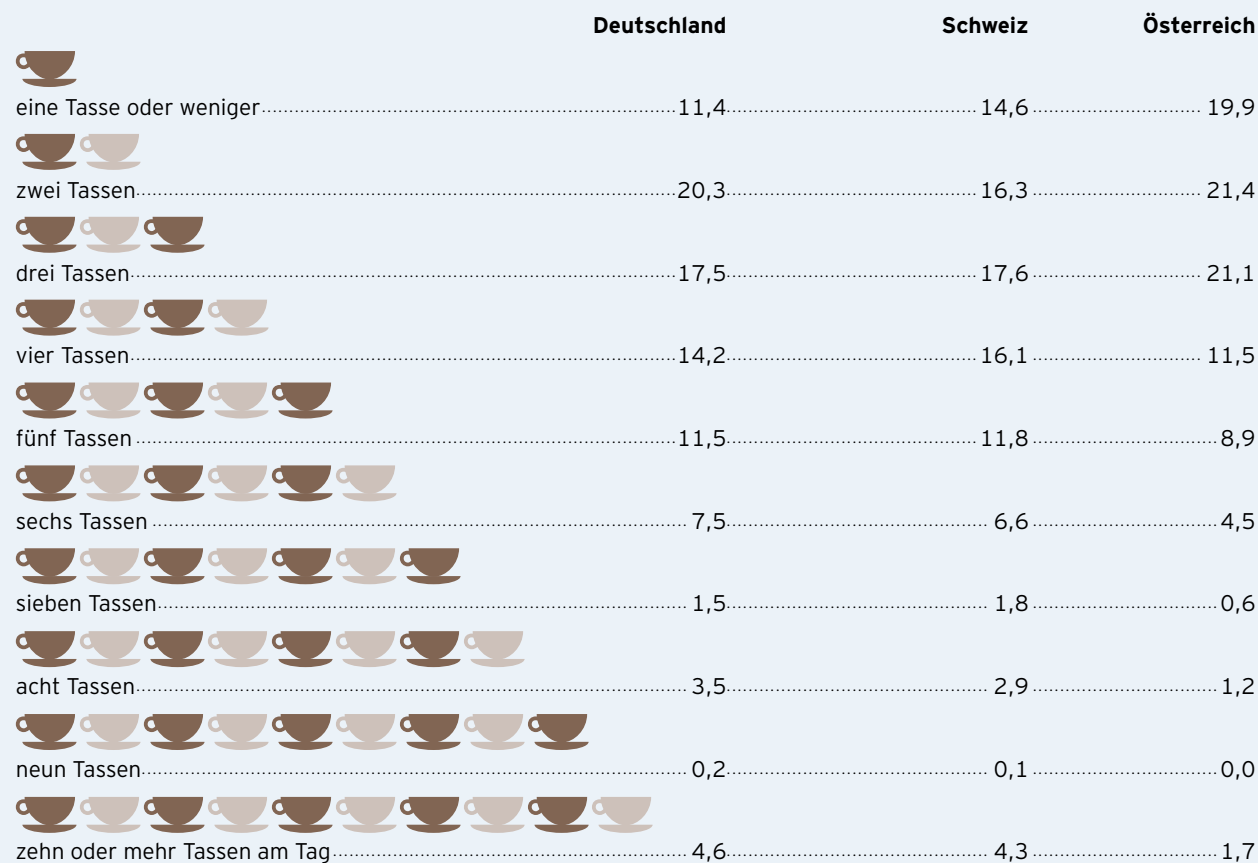 Deutschland Schweiz Österreich
eine Tasse oder weniger 11,4 14,6 19,9
zwei Tassen 20,3 16,3 21,4
drei Tassen 17,5 17,6 21,1
vier Tassen 14,2 16,1 11,5
fünf Tassen 11,5 11,8 8,9
sechs Tassen 7,5 6,6 4,5
sieben Tassen 1,5 1,8 0,6
acht Tassen 3,5 2,9 1,2
neun Tassen 0,2 0,1 0,0
zehn oder mehr Tassen am Tag 4,6 4,3 1,7